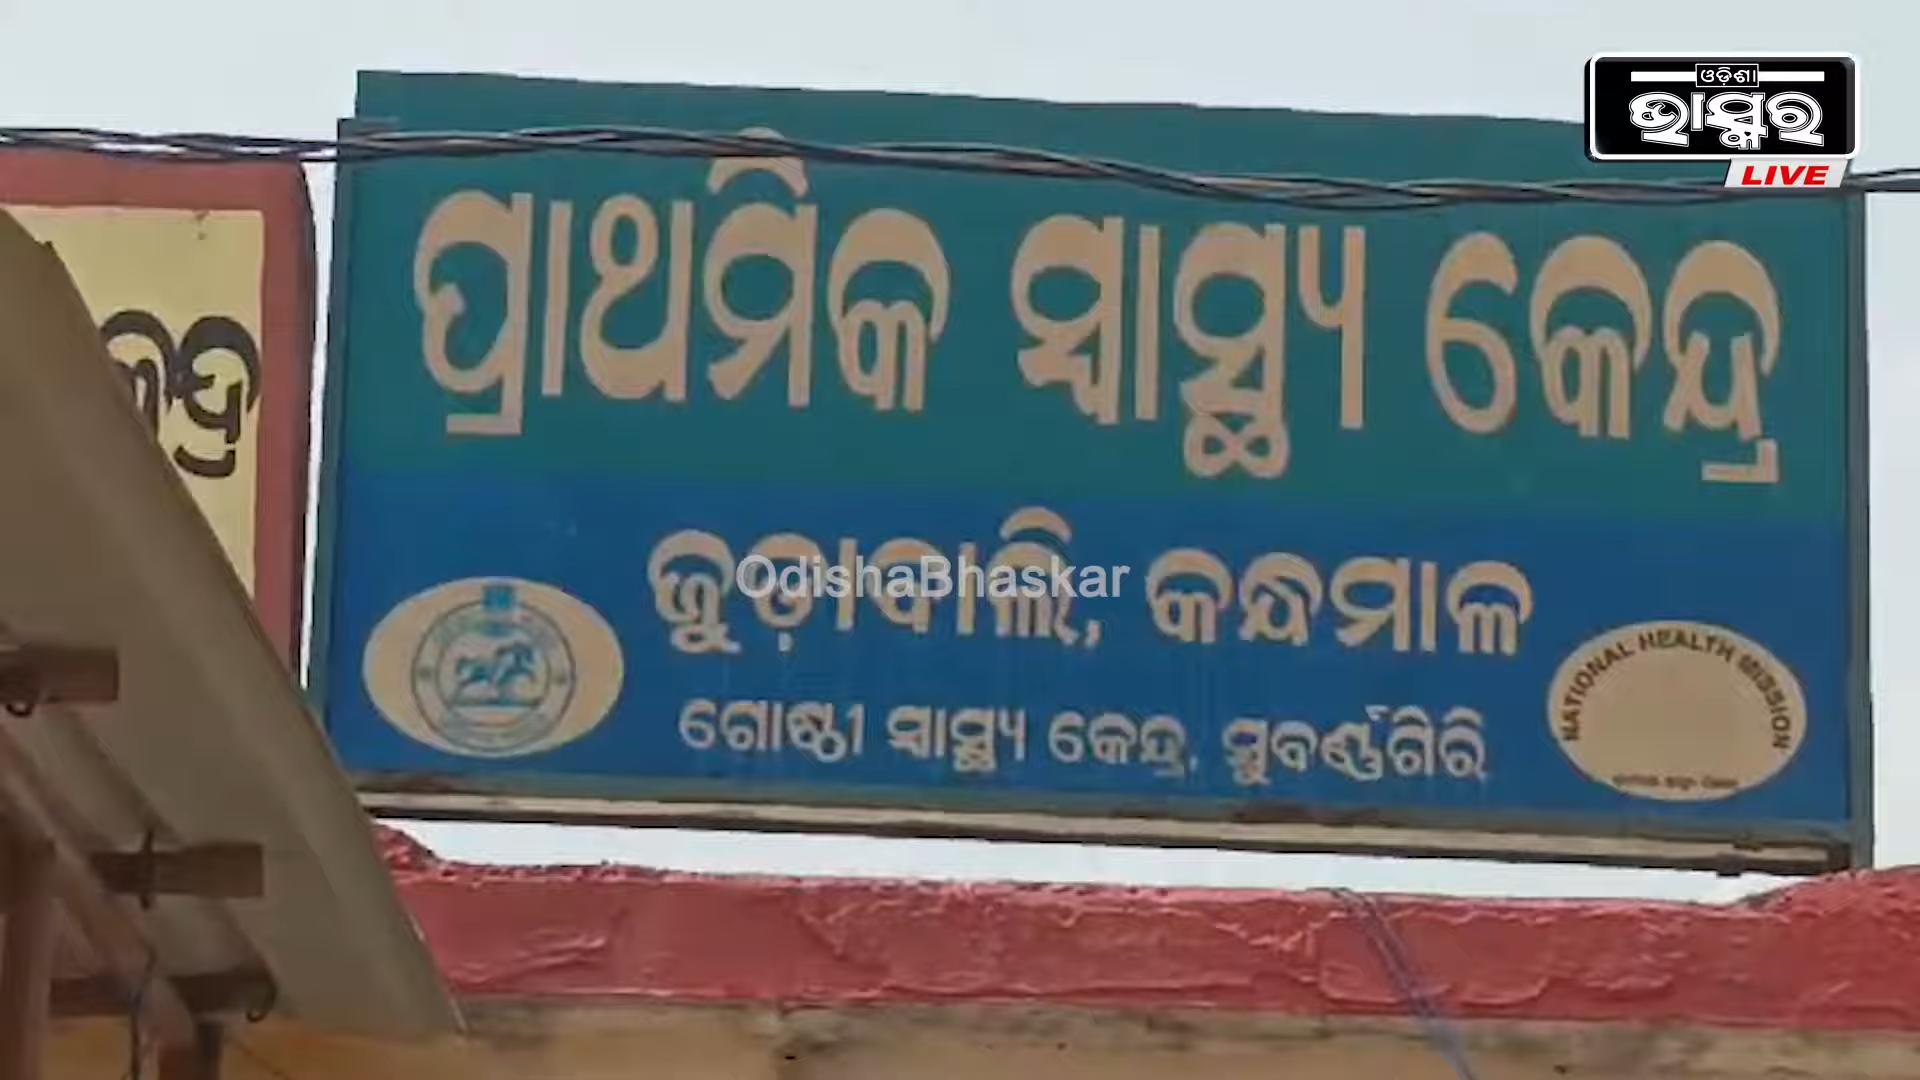 ଓଡ଼ିଶା
ଭାସ୍କର
LIVE
ପ୍ରାଥମିକ ସ୍ୱାସ୍ଥ୍ୟ କେନ୍ଦ୍ର
ଜୁଡ଼ାବାଲି, କନ୍ଧମାଳ
OdishaBhaskar
ଗୋଷ୍ଠୀ ସ୍ୱାସ୍ଥ୍ୟ କେନ୍ଦ୍ର, ସୁବର୍ଣ୍ଣଗିରି
NATIONAL HEALTH MISSION